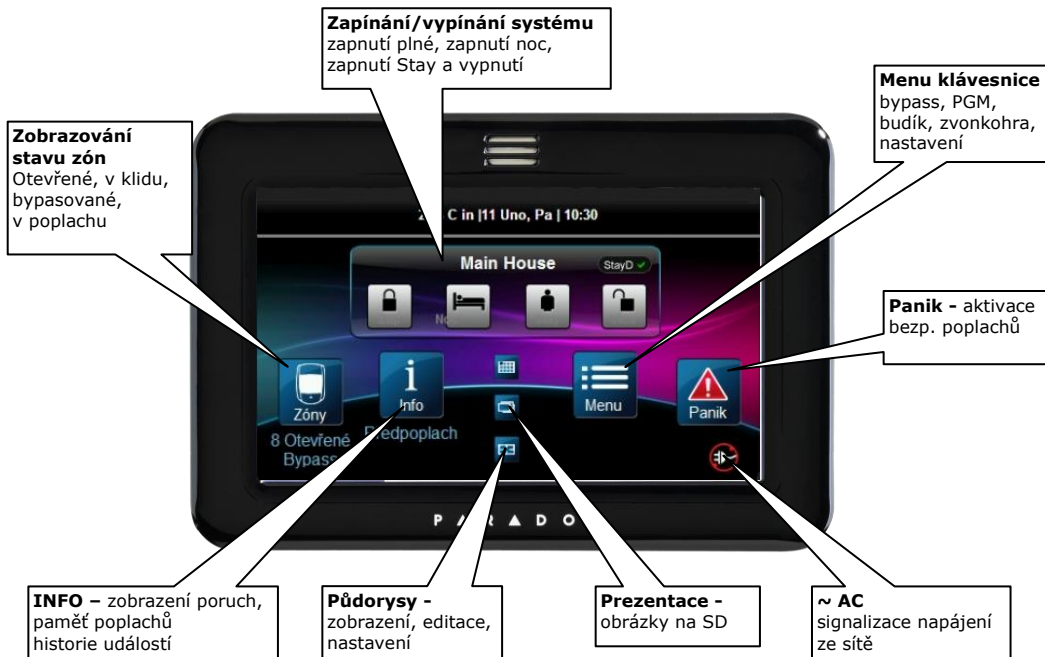 Zapínání/vypínání systému
zapnutí plné, zapnutí noc,
zapnutí Stay a vypnutí
Menu klávesnice
bypass, PGM,
budík, zvonkohra,
nastavení
Zobrazování
stavu zón
Otevřené, v klidu,
bypasované,
v poplachu
C in |11 Uno, Pa | 10:30
Main House
StayD
Panik - aktivace
bezp. poplachů
Zóny
Info
Menu
Panik
8 Otevřené
Bypass
PARADO
INFO – zobrazení poruch,
paměť poplachů
historie událostí
Půdorysy -
zobrazení, editace,
nastavení
Prezentace -
obrázky na SD
~ AC
signalizace napájení
ze sítě